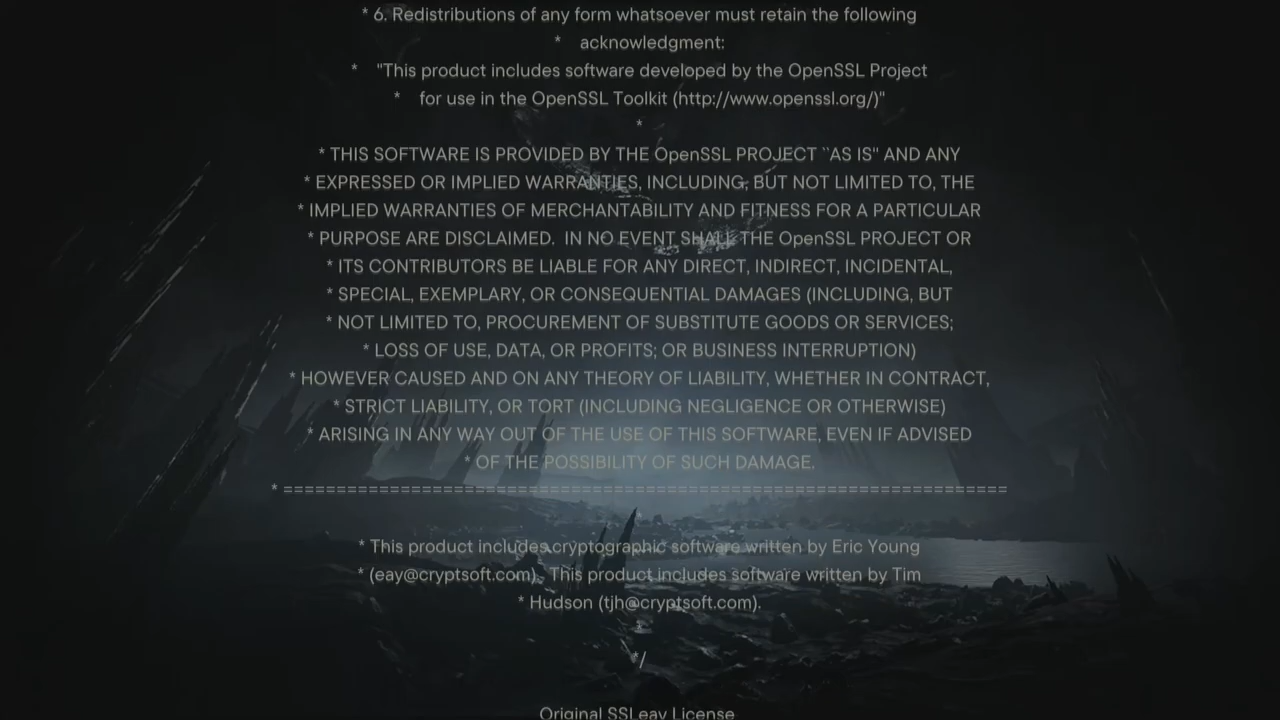 * 6. Redistributions of any form whatsoever must retain the following
* acknowledgment:
* "This product includes software developed by the OpenSSL Project
* for use in the OpenSSL Toolkit (http://www.openssl.org/)"
*
* THIS SOFTWARE IS PROVIDED BY THE OpenSSL PROJECT ``AS IS'' AND ANY
* EXPRESSED OR IMPLIED WARRANTIES, INCLUDING, BUT NOT LIMITED TO, THE
* IMPLIED WARRANTIES OF MERCHANTABILITY AND FITNESS FOR A PARTICULAR
* PURPOSE ARE DISCLAIMED.  IN NO EVENT SHALL THE OpenSSL PROJECT OR
* ITS CONTRIBUTORS BE LIABLE FOR ANY DIRECT, INDIRECT, INCIDENTAL,
* SPECIAL, EXEMPLARY, OR CONSEQUENTIAL DAMAGES (INCLUDING, BUT
* NOT LIMITED TO, PROCUREMENT OF SUBSTITUTE GOODS OR SERVICES;
* LOSS OF USE, DATA, OR PROFITS; OR BUSINESS INTERRUPTION)
* HOWEVER CAUSED AND ON ANY THEORY OF LIABILITY, WHETHER IN CONTRACT,
* STRICT LIABILITY, OR TORT (INCLUDING NEGLIGENCE OR OTHERWISE)
* ARISING IN ANY WAY OUT OF THE USE OF THIS SOFTWARE, EVEN IF ADVISED
* OF THE POSSIBILITY OF SUCH DAMAGE.
* ====================================================================
* This product includes cryptographic software written by Eric Young
* (eay@cryptsoft.com).  This product includes software written by Tim
* Hudson (tjh@cryptsoft.com).
*
*/
Original SSLeay License